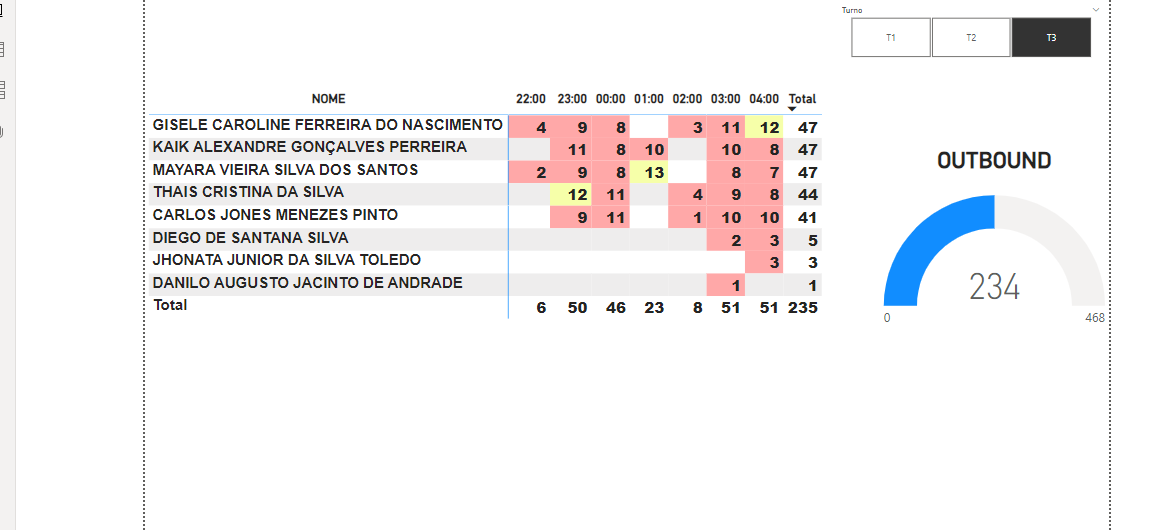 Turno
T1 T2 T3
NOME 22:00 23:00 00:00 01:00 02:00 03:00 04:00 Total
GISELE CAROLINE FERREIRA DO NASCIMENTO 4 9 8 3 11 12 47
KAIK ALEXANDRE GONÇALVES PERREIRA 11 8 10 10 8 47
MAYARA VIEIRA SILVA DOS SANTOS 2 9 8 13 8 7 47
THAIS CRISTINA DA SILVA 12 11 4 9 8 44
CARLOS JONES MENEZES PINTO 9 11 1 10 10 41
DIEGO DE SANTANA SILVA 2 3 5
JHONATA JUNIOR DA SILVA TOLEDO 3 3
DANILO AUGUSTO JACINTO DE ANDRADE 1 1
Total 6 50 46 23 8 51 51 235
OUTBOUND
234
0 468